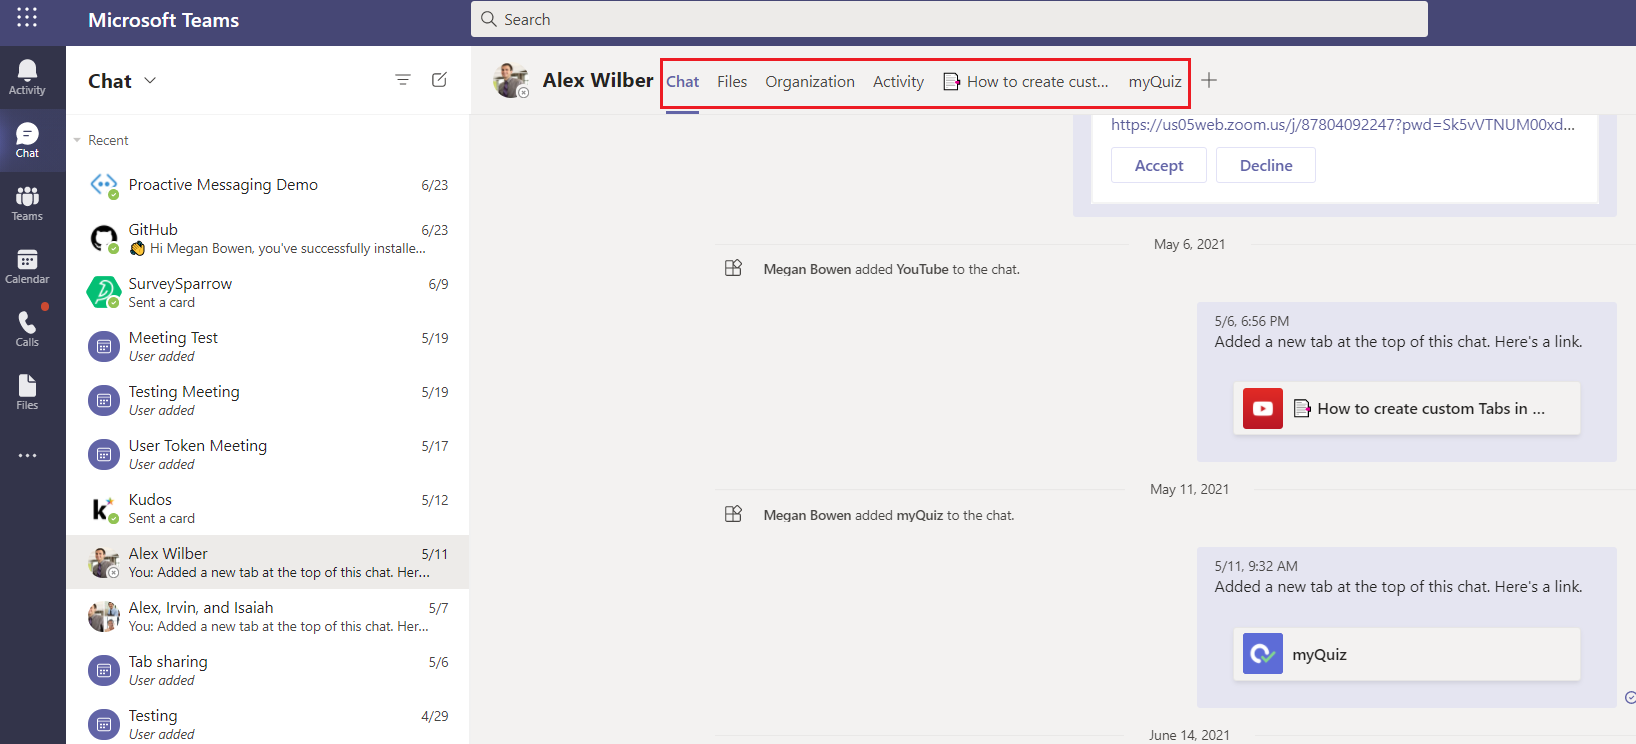 Microsoft Teams
Search
Activity
Chat
Teams
Calendar
Calls
Files
Chat
Recent
Proactive Messaging Demo 6/23
GitHub 6/23
👏 Hi Megan Bowen, you've successfully installe...
SurveySparrow 6/9
Sent a card
Meeting Test 5/19
User added
Testing Meeting 5/19
User added
User Token Meeting 5/17
User added
Kudos 5/12
Sent a card
Alex Wilber 5/11
You: Added a new tab at the top of this chat. Her...
Alex, Irvin, and Isaiah 5/7
You: Added a new tab at the top of this chat. Her...
Tab sharing 5/6
User added
Testing 4/29
User added
Alex Wilber Chat Files Organization Activity How to create cust... myQuiz
https://us05web.zoom.us/j/87804092247?pwd=Sk5vVTNUM00xd...
Accept Decline
May 6, 2021
Megan Bowen added YouTube to the chat.
5/6, 6:56 PM
Added a new tab at the top of this chat. Here's a link.
How to create custom Tabs in ...
May 11, 2021
Megan Bowen added myQuiz to the chat.
5/11, 9:32 AM
Added a new tab at the top of this chat. Here's a link.
myQuiz
June 14, 2021